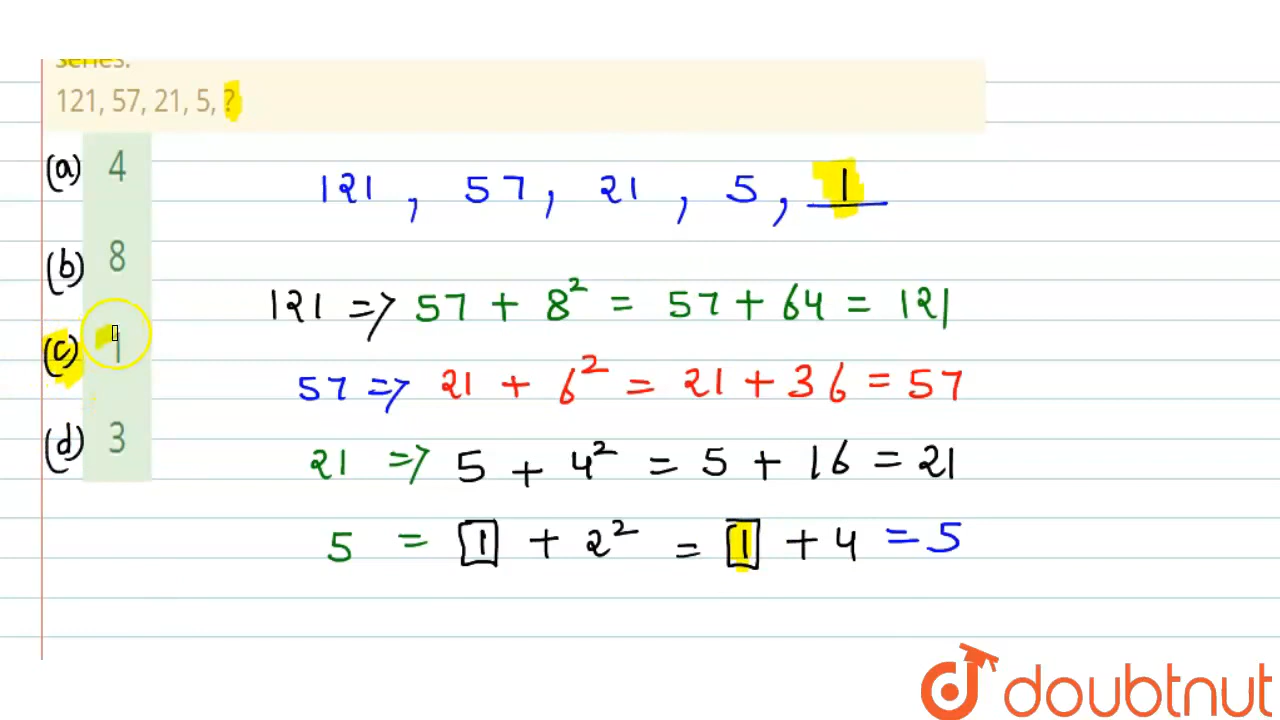 series.
121, 57, 21, 5, ?
(a) 4
(b) 8
(c) 1
(d) 3
121 , 57, 21 , 5 , 1
121 => 57 + 8² = 57 + 64 = 121
57 => 21 + 6² = 21 + 36 = 57
21 => 5 + 4² = 5 + 16 = 21
5 = 1 + 2² = 1 + 4 = 5
doubtnut